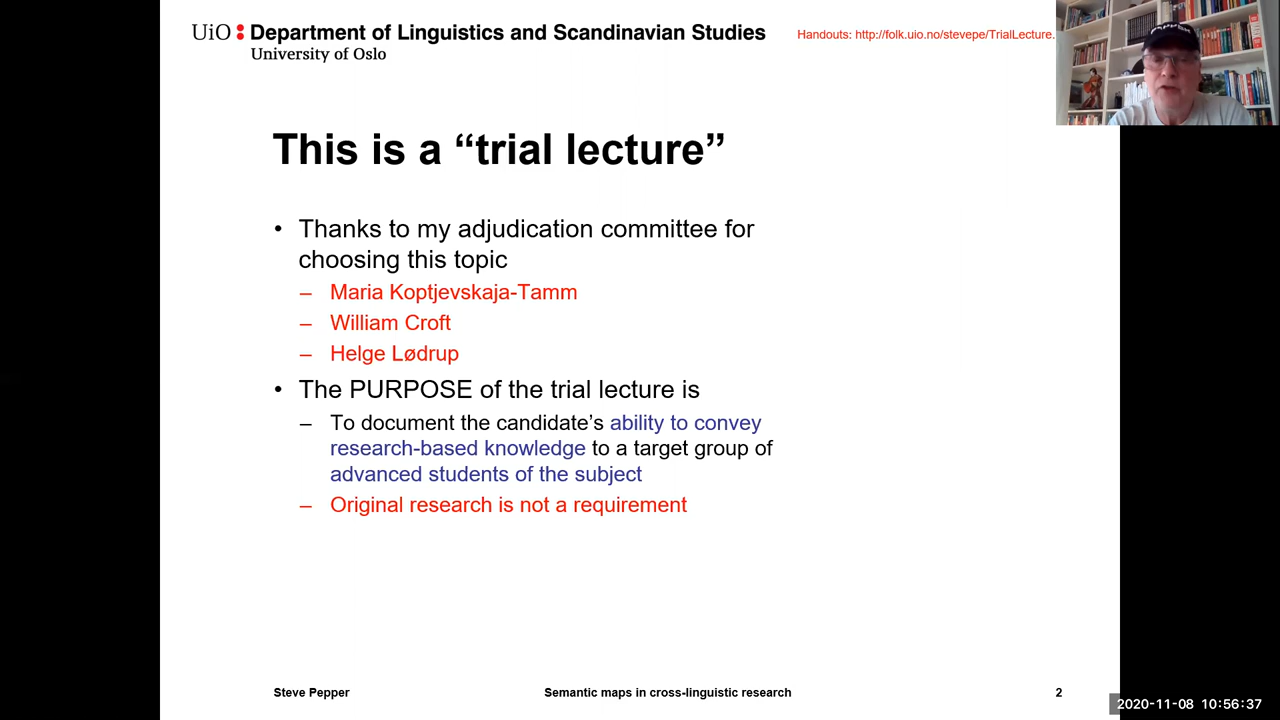 UiO : Department of Linguistics and Scandinavian Studies
University of Oslo
Handouts: http://folk.uio.no/stevepe/TrialLecture.
This is a “trial lecture”
• Thanks to my adjudication committee for
choosing this topic
– Maria Koptjevskaja-Tamm
– William Croft
– Helge Lødrup
• The PURPOSE of the trial lecture is
– To document the candidate’s ability to convey
research-based knowledge to a target group of
advanced students of the subject
– Original research is not a requirement
Steve Pepper
Semantic maps in cross-linguistic research
2
2020-11-08 10:56:37